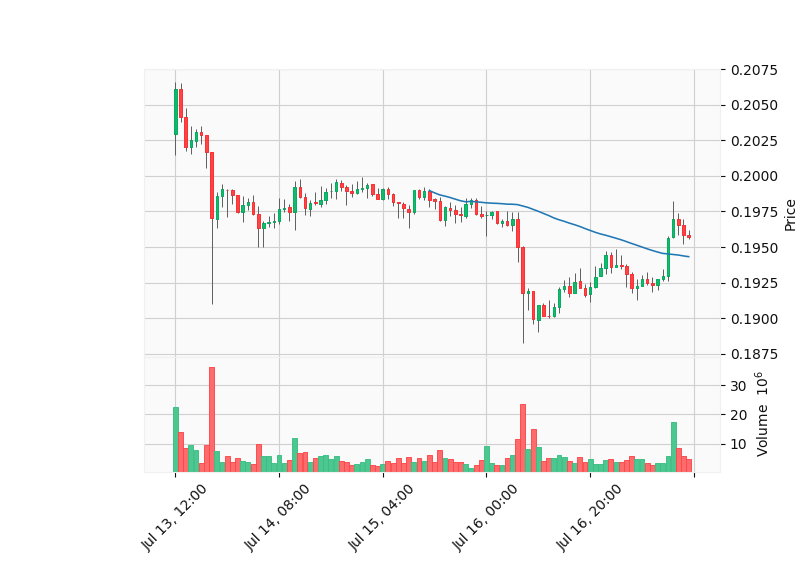 0.2075
0.2050
0.2025
0.2000
0.1975
0.1950
0.1925
0.1900
0.1875
Price
30
20
10
Volume 10^6
Jul 13, 12:00
Jul 14, 08:00
Jul 15, 04:00
Jul 16, 00:00
Jul 16, 20:00